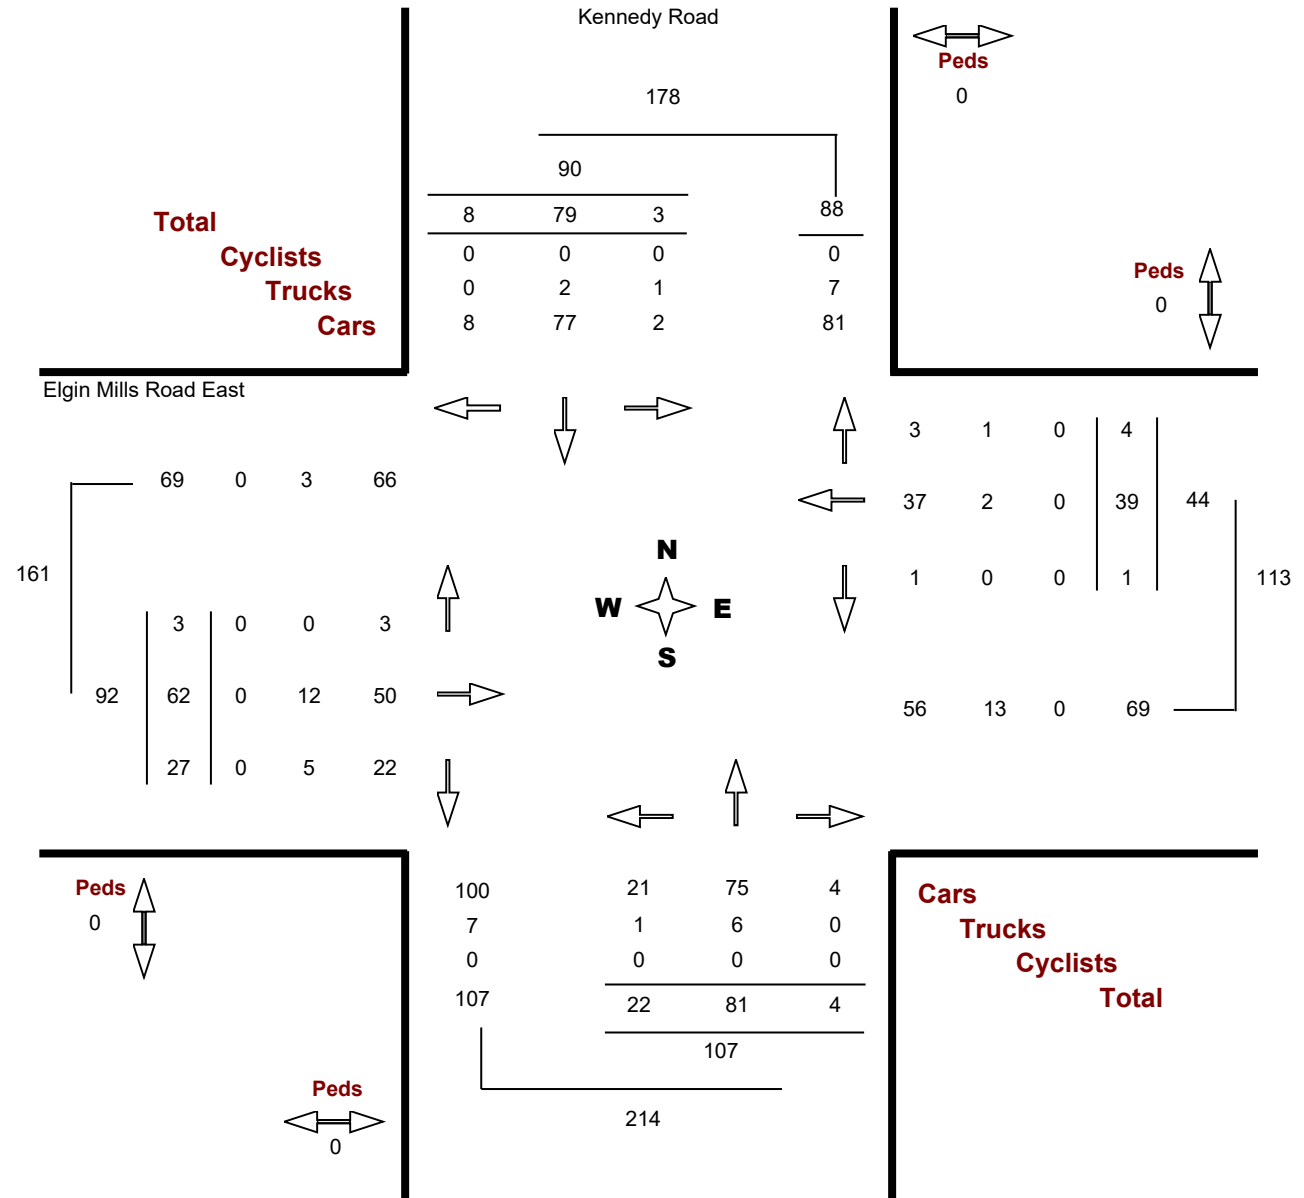 Kennedy Road
Peds
0
178
90
8 79 3 88
Total
0 0 0 0
Cyclists
0 2 1 7
Trucks
8 77 2 81
Cars
Peds
0
Elgin Mills Road East
3 1 0 4
69 0 3 66
37 2 0 39 44
N
161
W E
1 0 0 1 113
S
3 0 0 3
92 62 0 12 50
56 13 0 69
27 0 5 22
Peds
0
100 21 75 4
7 1 6 0
0 0 0 0
107 22 81 4
107
214
Cars
Trucks
Cyclists
Total
Peds
0